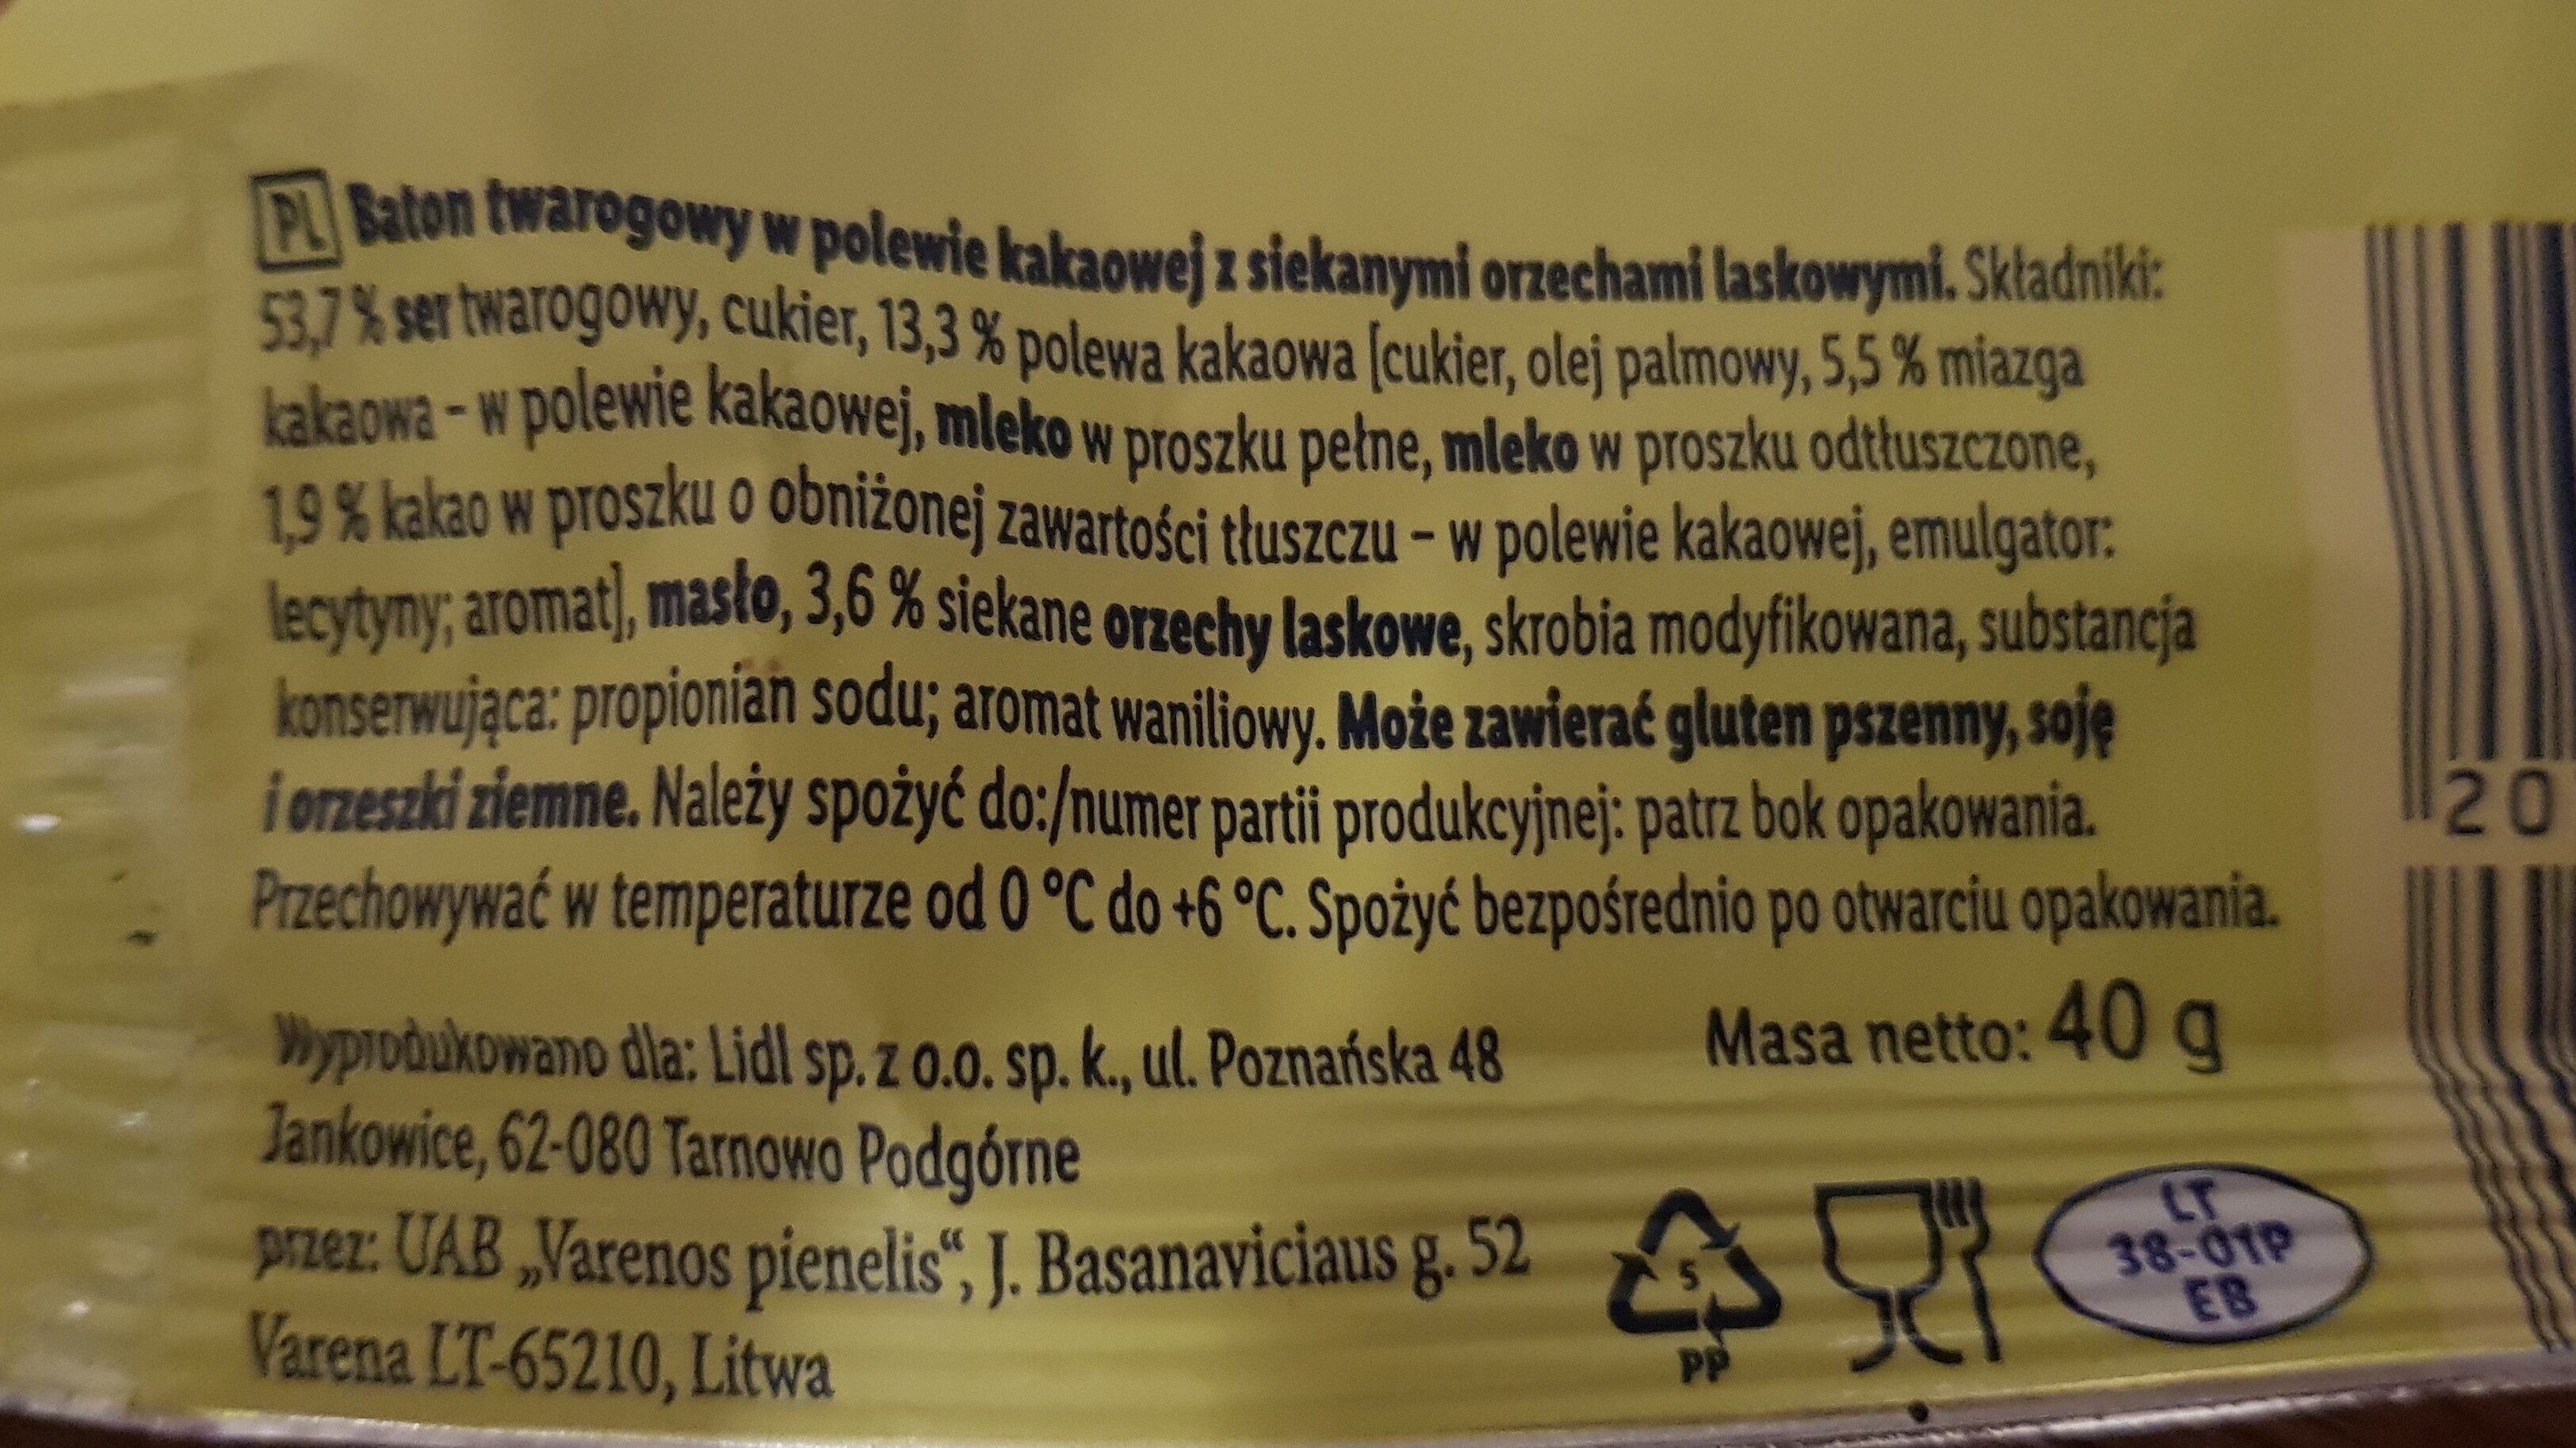 PL Baton twarogowy w polewie kakaowej z siekanymi orzechami laskowymi. Składniki:
53,7 % ser twarogowy, cukier, 13,3 % polewa kakaowa [cukier, olej palmowy, 5,5 % miazga
kakaowa – w polewie kakaowej, mleko w proszku pełne, mleko w proszku odtłuszczone,
1,9 % kakao w proszku o obniżonej zawartości tłuszczu – w polewie kakaowej, emulgator:
lecytyny; aromat], masło, 3,6 % siekane orzechy laskowe, skrobia modyfikowana, substancja
konserwująca: propionian sodu; aromat waniliowy. Może zawierać gluten pszenny, soję
i orzeszki ziemne. Należy spożyć do:/numer partii produkcyjnej: patrz bok opakowania.
Przechowywać w temperaturze od 0 °C do +6 °C. Spożyć bezpośrednio po otwarciu opakowania.
Wyprodukowano dla: Lidl sp. z o.o. sp. k., ul. Poznańska 48
Jankowice, 62-080 Tarnowo Podgórne
przez: UAB „Varenos pienelis“, J. Basanaviciaus g. 52
Varena LT-65210, Litwa
Masa netto: 40 g
5
PP
LT
38-01P
EB
20